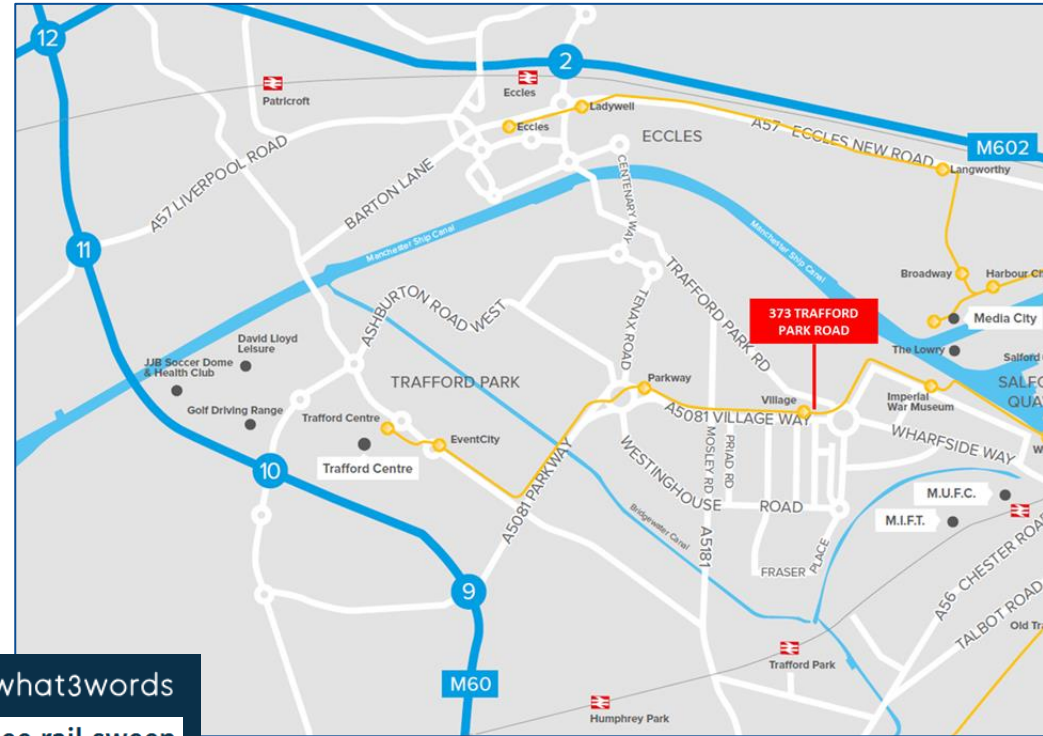 12
2
Patricroft
Eccles
Ladywell
Eccles
ECCLES
A57 ECCLES NEW ROAD
M602
Langworthy
A57 LIVERPOOL ROAD
BARTON LANE
CENTENARY WAY
11
Manchester Ship Canal
Manchester Ship Canal
Broadway
Harbour
TRAFFORD PARK RD
373 TRAFFORD
PARK ROAD
Media City
ASHBURTON ROAD WEST
TENAX ROAD
David Lloyd
Leisure
The Lowry
Salford
JJB Soccer Dome
& Health Club
TRAFFORD PARK
Parkway
Village
Imperial
War Museum
Golf Driving Range
Trafford Centre
A5081 VILLAGE WAY
EventCity
MOSLEY RD
PRIAD RD
WHARFSIDE WAY
10
Trafford Centre
A5081 PARKWAY
WESTINGHOUSE ROAD
M.U.F.C.
M.I.F.T.
Bridgewater Canal
A5181
FRASER PLACE
A56 CHESTER ROAD
TALBOT ROAD
9
Old
Trafford Park
M60
Humphrey Park
what3words
rail.sween